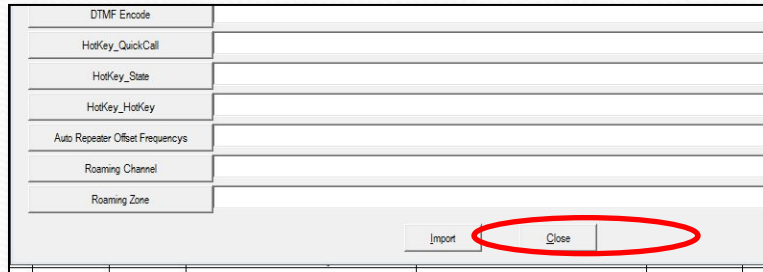 DTMF Encode
HotKey_QuickCall
HotKey_State
HotKey_HotKey
Auto Repeater Offset Frequencys
Roaming Channel
Roaming Zone
Import Close